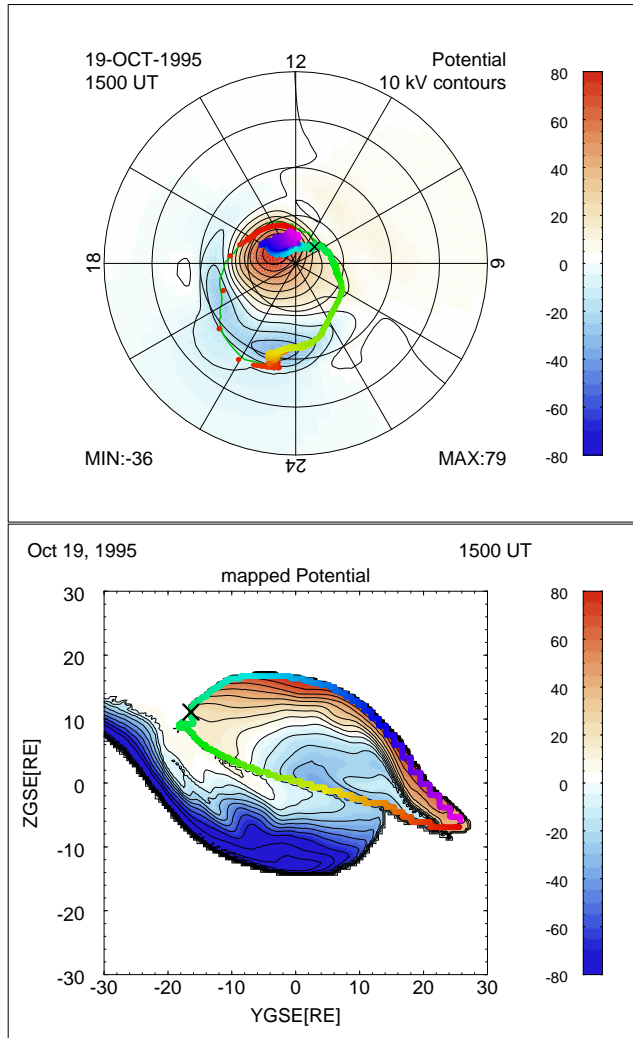 19-OCT-1995
1500 UT
12
Potential
10 kV contours
18
6
24
MIN:-36
MAX:79
80
60
40
20
0
-20
-40
-60
-80
Oct 19, 1995
1500 UT
mapped Potential
30
20
10
0
-10
-20
-30
ZGSE[RE]
-30 -20 -10 0 10 20 30
YGSE[RE]
80
60
40
20
0
-20
-40
-60
-80